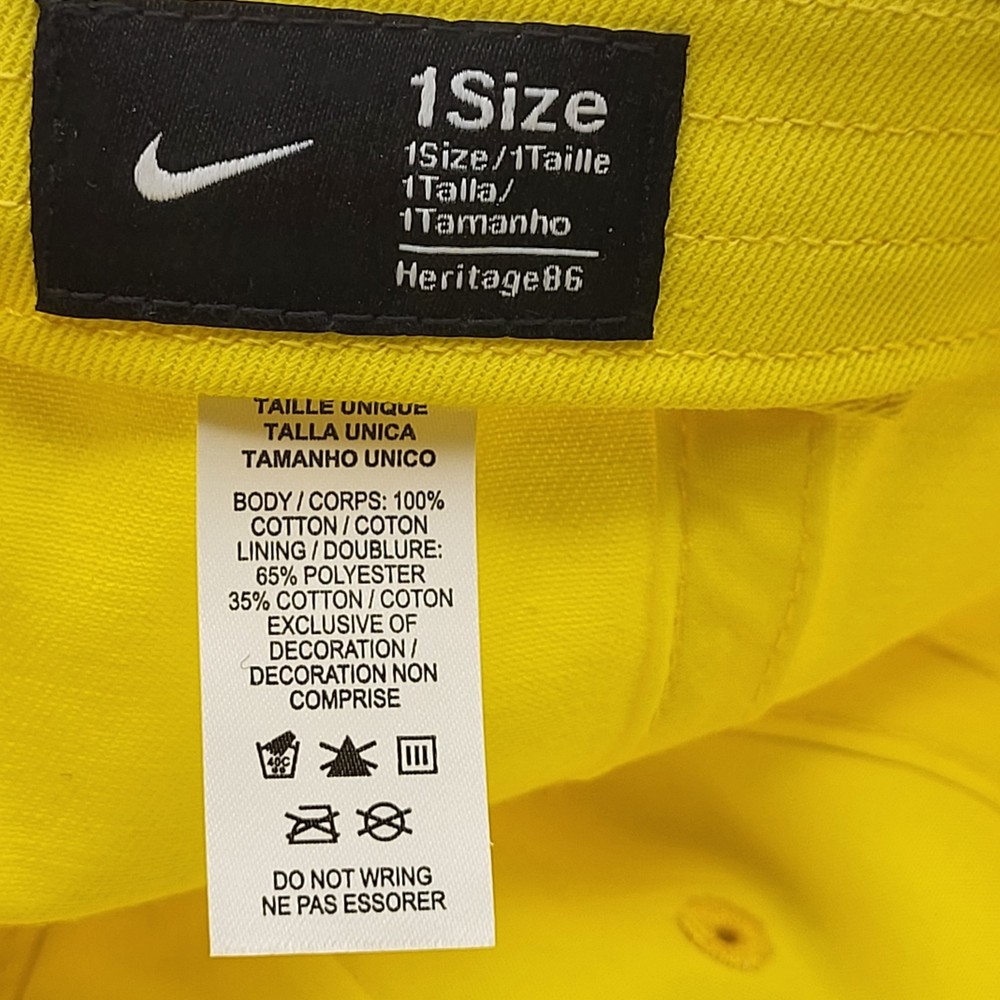 1Size
1Size/1Taille
1Talla/
1Tamanho
Heritage86
TAILLE UNIQUE
TALLA UNICA
TAMANHO UNICO
BODY / CORPS: 100%
COTTON / COTON
LINING / DOUBLURE:
65% POLYESTER
35% COTTON / COTON
EXCLUSIVE OF
DECORATION /
DECORATION NON
COMPRISE
40C
DO NOT WRING
NE PAS ESSORER